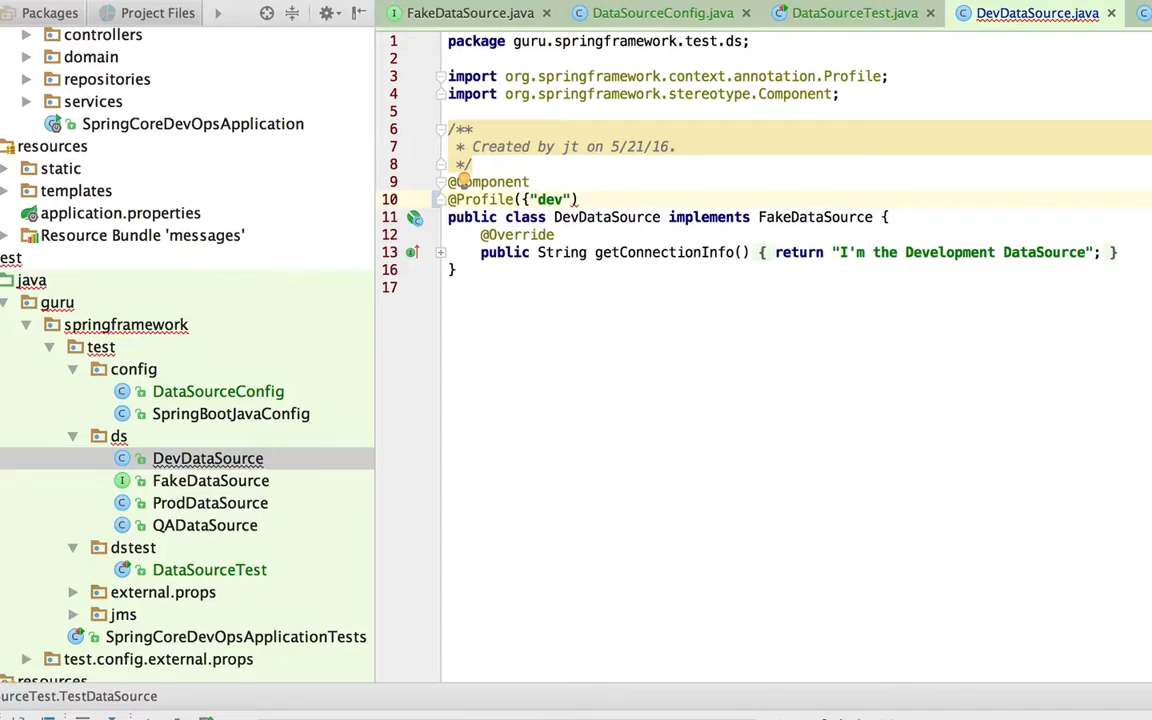 Packages Project Files
FakeDataSource.java × DataSourceConfig.java × DataSourceTest.java × DevDataSource.java ×
controllers
domain
repositories
services
SpringCoreDevOpsApplication
resources
static
templates
application.properties
Resource Bundle 'messages'
est
java
guru
springframework
test
config
DataSourceConfig
SpringBootJavaConfig
ds
DevDataSource
FakeDataSource
ProdDataSource
QADataSource
dstest
DataSourceTest
external.props
jms
SpringCoreDevOpsApplicationTests
test.config.external.props
resources
urceTest.TestDataSource
1 package guru.springframework.test.ds;
2
3 import org.springframework.context.annotation.Profile;
4 import org.springframework.stereotype.Component;
5
6 /**
7 * Created by jt on 5/21/16.
8 */
9 @Component
10 @Profile({"dev")
11 public class DevDataSource implements FakeDataSource {
12 @Override
13 public String getConnectionInfo() { return "I'm the Development DataSource"; }
16 }
17